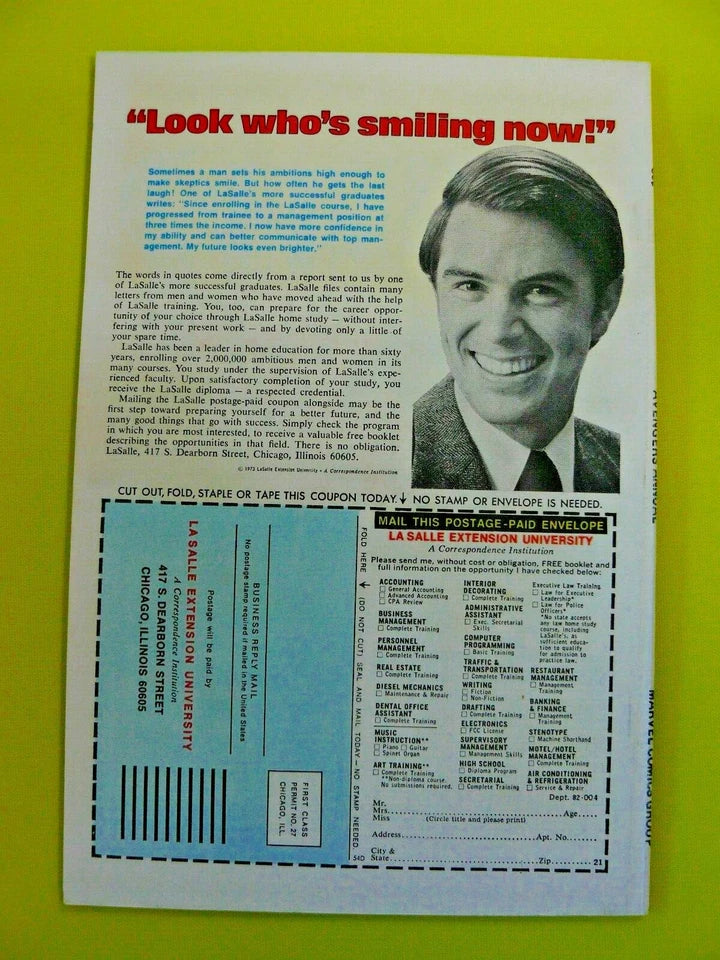 “Look who’s smiling now!”
Sometimes a man sets his ambitions high enough to
make skeptics smile. But how often he gets the last
laugh! One of LaSalle's more successful graduates
writes: "Since enrolling in the LaSalle course, I have
progressed from trainee to a management position at
three times the income. I now have more confidence in
my ability and can better communicate with top man-
agement. My future looks even brighter."
The words in quotes come directly from a report sent to us by one
of LaSalle's more successful graduates. LaSalle files contain many
letters from men and women who have moved ahead with the help
of LaSalle training. You, too, can prepare for the career oppor-
tunity of your choice through LaSalle home study — without inter-
fering with your present work — and by devoting only a little of
your spare time.
LaSalle has been a leader in home education for more than sixty
years, enrolling over 2,000,000 ambitious men and women in its
many courses. You study under the supervision of LaSalle's expe-
rienced faculty. Upon satisfactory completion of your study, you
receive the LaSalle diploma — a respected credential.
Mailing the LaSalle postage-paid coupon alongside may be the
first step toward preparing yourself for a better future, and the
many good things that go with success. Simply check the program
in which you are most interested, to receive a valuable free booklet
describing the opportunities in that field. There is no obligation.
LaSalle, 417 S. Dearborn Street, Chicago, Illinois 60605.
LaSalle Extension University • A Correspondence Institution
CUT OUT, FOLD, STAPLE OR TAPE THIS COUPON TODAY. ↓ NO STAMP OR ENVELOPE IS NEEDED.
BUSINESS REPLY MAIL
No postage stamp required if mailed in the United States
Postage will be paid by
LA SALLE EXTENSION UNIVERSITY
A Correspondence Institution
417 S. DEARBORN STREET
CHICAGO, ILLINOIS 60605
FIRST CLASS
PERMIT NO. 27
CHICAGO, ILL.
FOLD HERE (DO NOT CUT) SEAL AND MAIL TODAY — NO STAMP NEEDED.
54D
MAIL THIS POSTAGE-PAID ENVELOPE
LA SALLE EXTENSION UNIVERSITY
A Correspondence Institution
Please send me, without cost or obligation, FREE booklet and
full information on the opportunity I have checked below:
ACCOUNTING
General Accounting
Advanced Accounting
CPA Review
BUSINESS
MANAGEMENT
Complete Training
PERSONNEL
MANAGEMENT
Complete Training
REAL ESTATE
Complete Training
DIESEL MECHANICS
Maintenance & Repair
DENTAL OFFICE
ASSISTANT
Complete Training
MUSIC
INSTRUCTION**
Piano Guitar
Spinet Organ
ART TRAINING**
Complete Training
**Non-diploma course.
No submissions required.
INTERIOR
DECORATING
Complete Training
ADMINISTRATIVE
ASSISTANT
Exec. Secretarial
Skills
COMPUTER
PROGRAMMING
Basic Training
TRAFFIC &
TRANSPORTATION
Complete Training
WRITING
Fiction
Non-Fiction
DRAFTING
Complete Training
ELECTRONICS
FCC License
SUPERVISORY
MANAGEMENT
Management Skills
HIGH SCHOOL
Diploma Program
SECRETARIAL
Complete Training
Executive Law Training
Law for Executive
Leadership*
Law for Police
Officers*
*No state accepts
any law home study
course, including
LaSalle's, as
sufficient educa-
tion to qualify
for admission to
practice law.
RESTAURANT
MANAGEMENT
Management
Training
BANKING
& FINANCE
Management
Training
STENOTYPE
Machine Shorthand
MOTEL/HOTEL
MANAGEMENT
Complete Training
AIR CONDITIONING
& REFRIGERATION
Service & Repair
Dept. 82-004
Mr.
Mrs. Age
Miss (Circle title and please print)
Address Apt. No.
City &
State Zip 21
AVENGERS ANNUAL
MARVEL COMICS GROUP